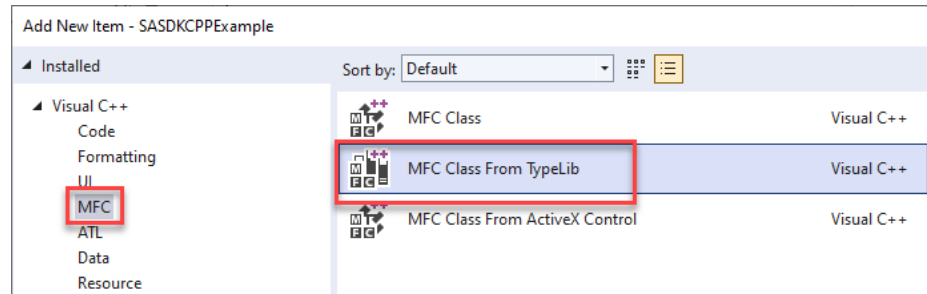 Add New Item - SASDKCPPExample
Installed
Sort by: Default
Visual C++
Code
Formatting
UI
MFC
ATL
Data
Resource
MFC Class Visual C++
MFC Class From TypeLib Visual C++
MFC Class From ActiveX Control Visual C++